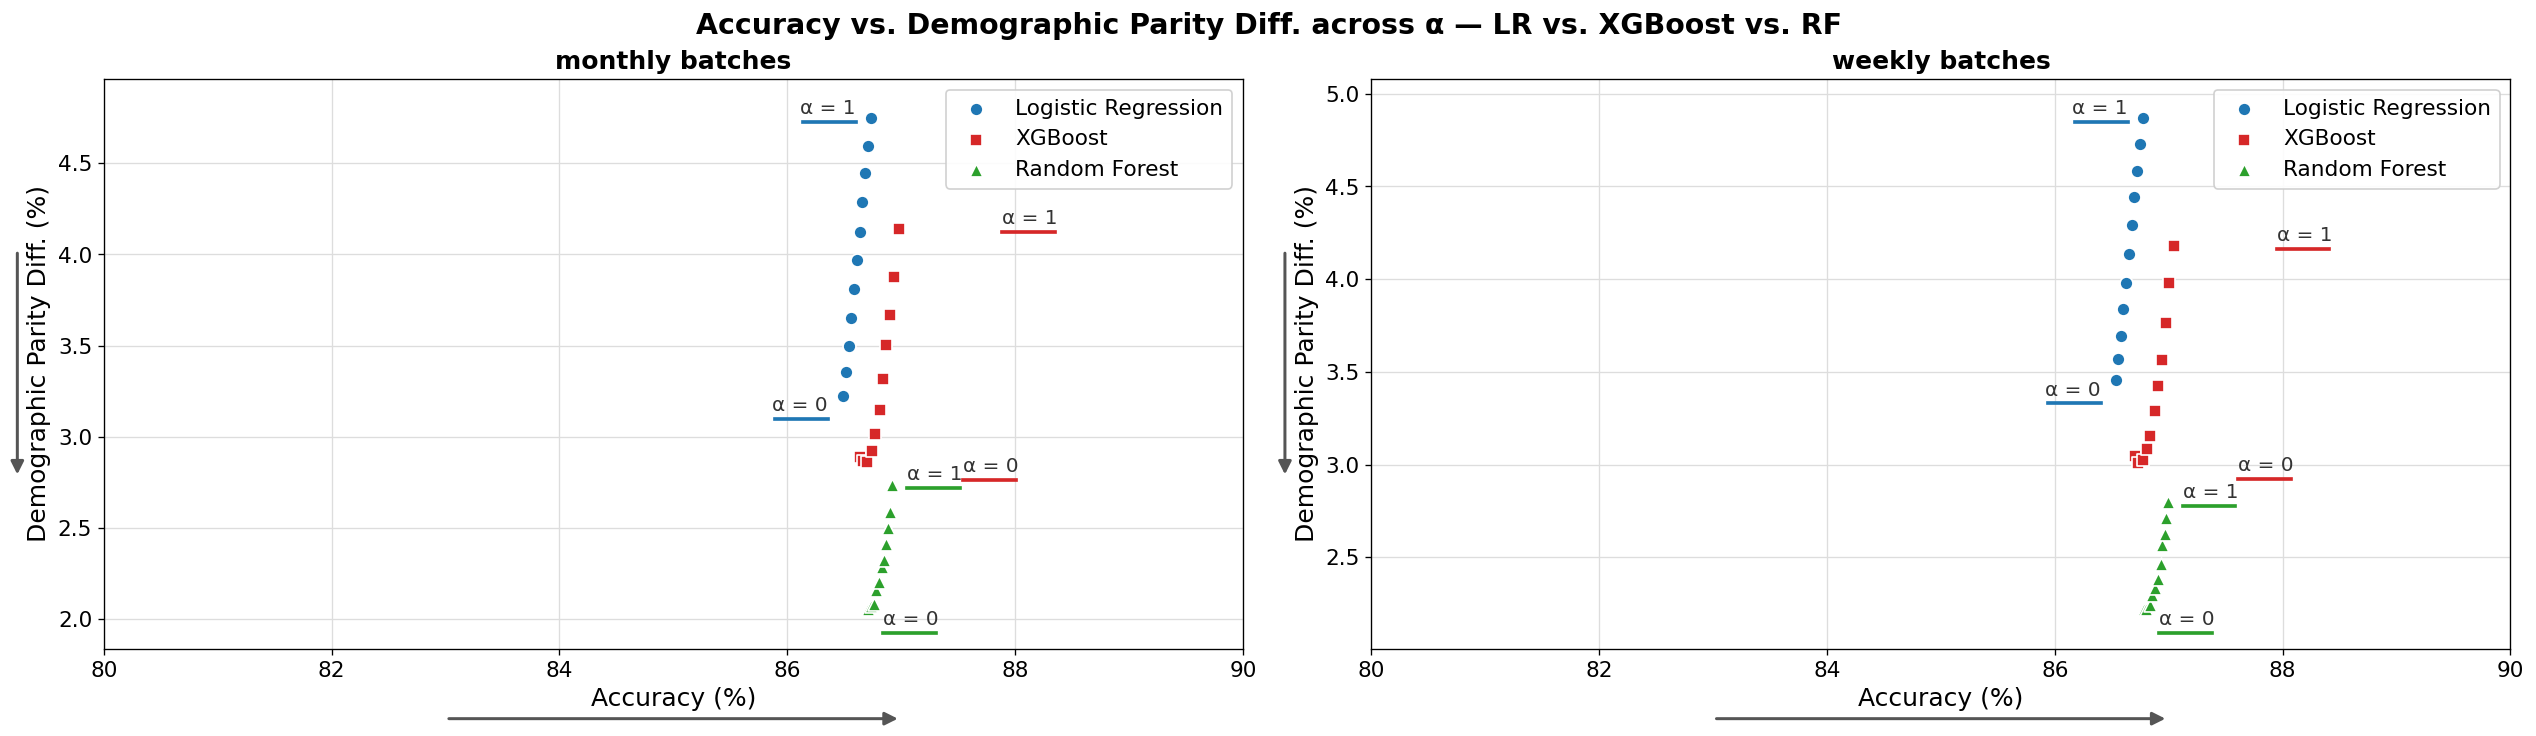 Accuracy vs. Demographic Parity Diff. across α — LR vs. XGBoost vs. RF
monthly batches
Logistic Regression
XGBoost
Random Forest
α = 1
α = 0
α = 1
α = 0
α = 1
α = 0
4.5
4.0
3.5
3.0
2.5
2.0
Demographic Parity Diff. (%)
80
82
84
86
88
90
Accuracy (%)
weekly batches
Logistic Regression
XGBoost
Random Forest
α = 1
α = 0
α = 1
α = 0
α = 1
α = 0
5.0
4.5
4.0
3.5
3.0
2.5
Demographic Parity Diff. (%)
80
82
84
86
88
90
Accuracy (%)